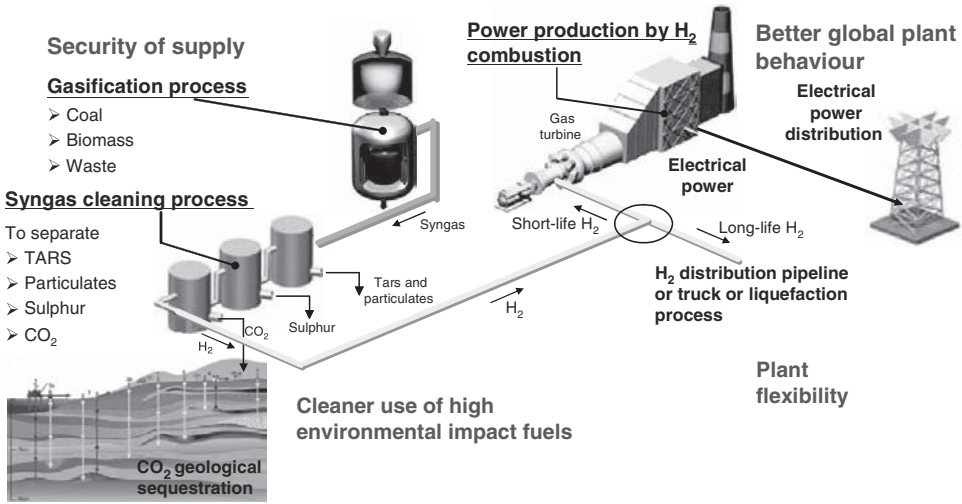 Security of supply
Gasification process
➤ Coal
➤ Biomass
➤ Waste
Syngas cleaning process
To separate
➤ TARS
➤ Particulates
➤ Sulphur
➤ CO₂
Power production by H₂
combustion
Gas
turbine
Better global plant
behaviour
Electrical
power
distribution
Electrical
power
Syngas
Short-life H₂
Long-life H₂
Tars and
particulates
Sulphur
CO₂
H₂
H₂
H₂ distribution pipeline
or truck or liquefaction
process
Cleaner use of high
environmental impact fuels
Plant
flexibility
CO₂ geological
sequestration